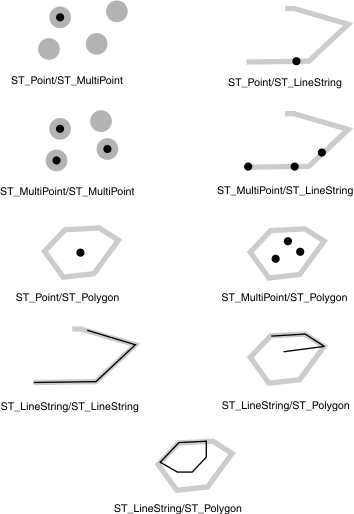 ST_Point/ST_MultiPoint
ST_Point/ST_LineString
ST_MultiPoint/ST_MultiPoint
ST_MultiPoint/ST_LineString
ST_Point/ST_Polygon
ST_MultiPoint/ST_Polygon
ST_LineString/ST_LineString
ST_LineString/ST_Polygon
ST_LineString/ST_Polygon